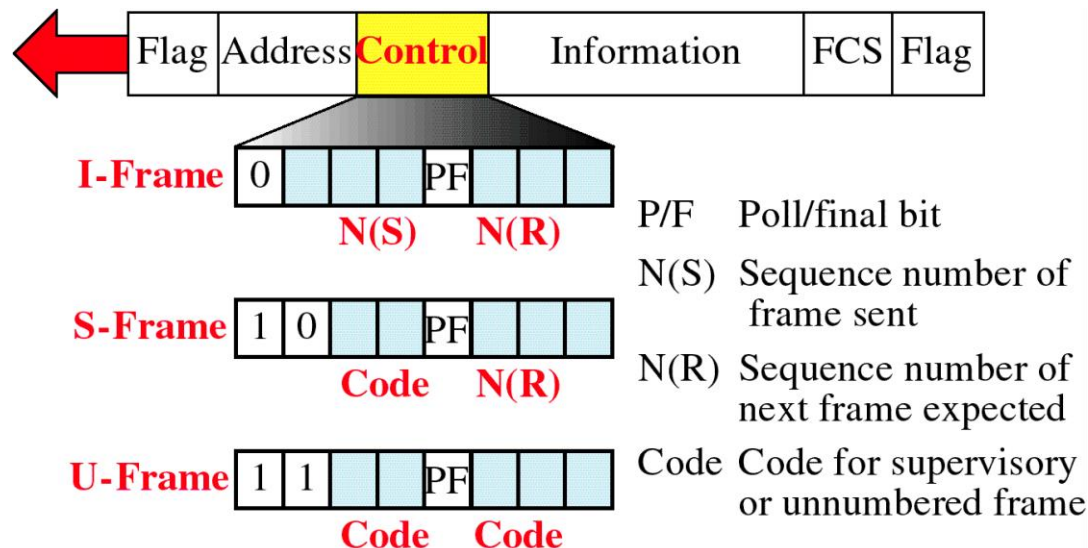 Flag Address Control Information FCS Flag
I-Frame 0 PF
N(S) N(R)
S-Frame 1 0 PF
Code N(R)
U-Frame 1 1 PF
Code Code
P/F Poll/final bit
N(S) Sequence number of
frame sent
N(R) Sequence number of
next frame expected
Code Code for supervisory
or unnumbered frame